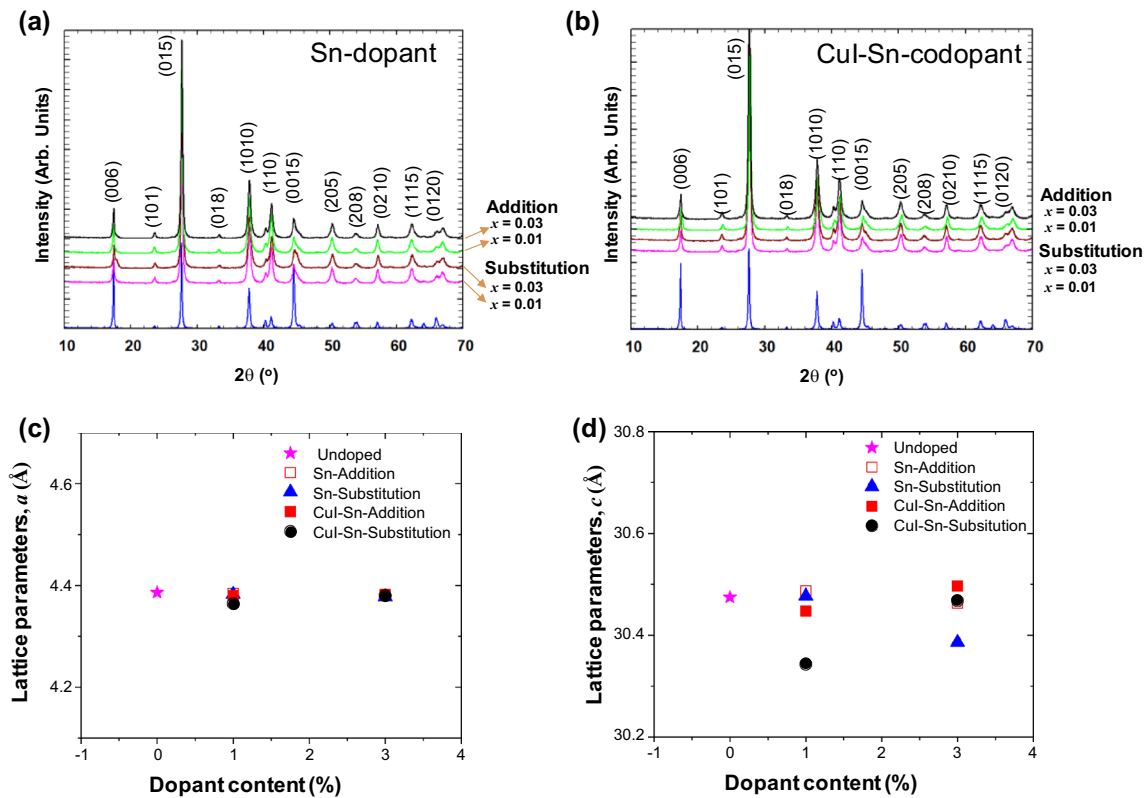 (a)
Sn-dopant
Intensity (Arb. Units)
(006)
(101)
(015)
(018)
(1010)
(110)
(0015)
(205)
(208)
(0210)
(1115)
(0120)
Addition
x = 0.03
x = 0.01
Substitution
x = 0.03
x = 0.01
10 20 30 40 50 60 70
2θ (o)
(b)
CuI-Sn-codopant
Intensity (Arb. Units)
(006)
(101)
(015)
(018)
(1010)
(110)
(0015)
(205)
(208)
(0210)
(1115)
(0120)
Addition
x = 0.03
x = 0.01
Substitution
x = 0.03
x = 0.01
10 20 30 40 50 60 70
2θ (o)
(c)
Lattice parameters, a (Å)
4.6
4.4
4.2
Undoped
Sn-Addition
Sn-Substitution
CuI-Sn-Addition
CuI-Sn-Substitution
-1 0 1 2 3 4
Dopant content (%)
(d)
Lattice parameters, c (Å)
30.8
30.6
30.4
30.2
Undoped
Sn-Addition
Sn-Substitution
CuI-Sn-Addition
CuI-Sn-Subsitution
-1 0 1 2 3 4
Dopant content (%)